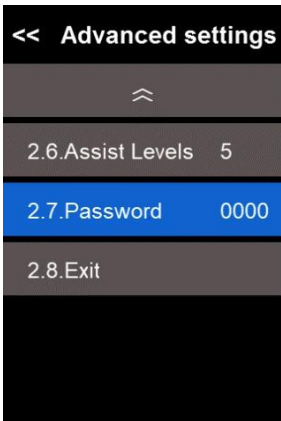 << Advanced settings
2.6.Assist Levels 5
2.7.Password 0000
2.8.Exit